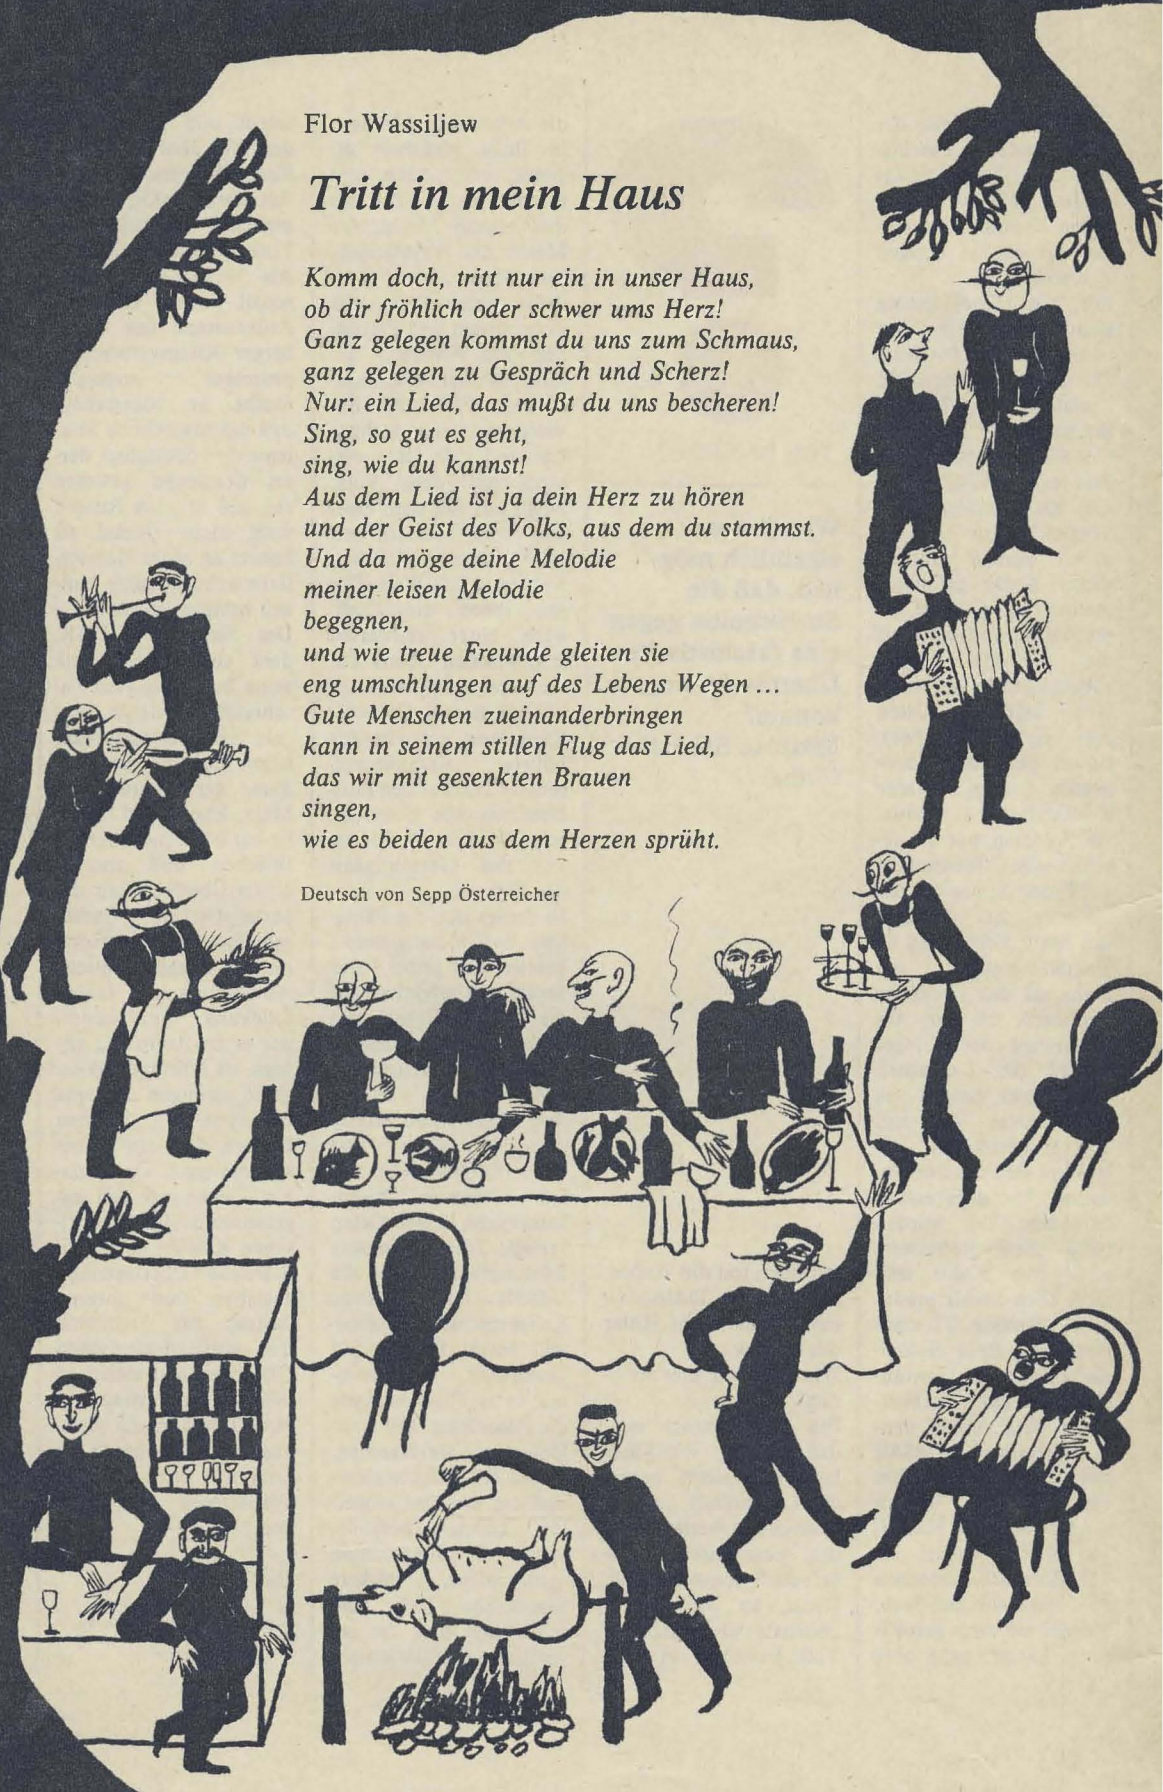 Flor Wassiljew
Tritt in mein Haus
Komm doch, tritt nur ein in unser Haus,
ob dir fröhlich oder schwer ums Herz!
Ganz gelegen kommst du uns zum Schmaus,
ganz gelegen zu Gespräch und Scherz!
Nur: ein Lied, das mußt du uns bescheren!
Sing, so gut es geht,
sing, wie du kannst!
Aus dem Lied ist ja dein Herz zu hören
und der Geist des Volks, aus dem du stammst.
Und da möge deine Melodie
meiner leisen Melodie
begegnen,
und wie treue Freunde gleiten sie
eng umschlungen auf des Lebens Wegen ...
Gute Menschen zueinanderbringen
kann in seinem stillen Flug das Lied,
das wir mit gesenkten Brauen
singen,
wie es beiden aus dem Herzen sprüht.
Deutsch von Sepp Österreicher